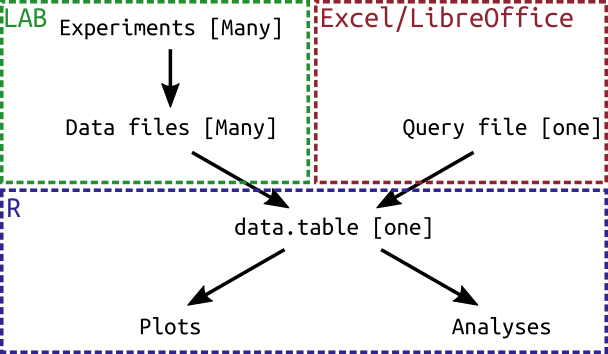 LAB
Experiments [Many]
Excel/LibreOffice
Data files [Many]
Query file [one]
R
data.table [one]
Plots
Analyses